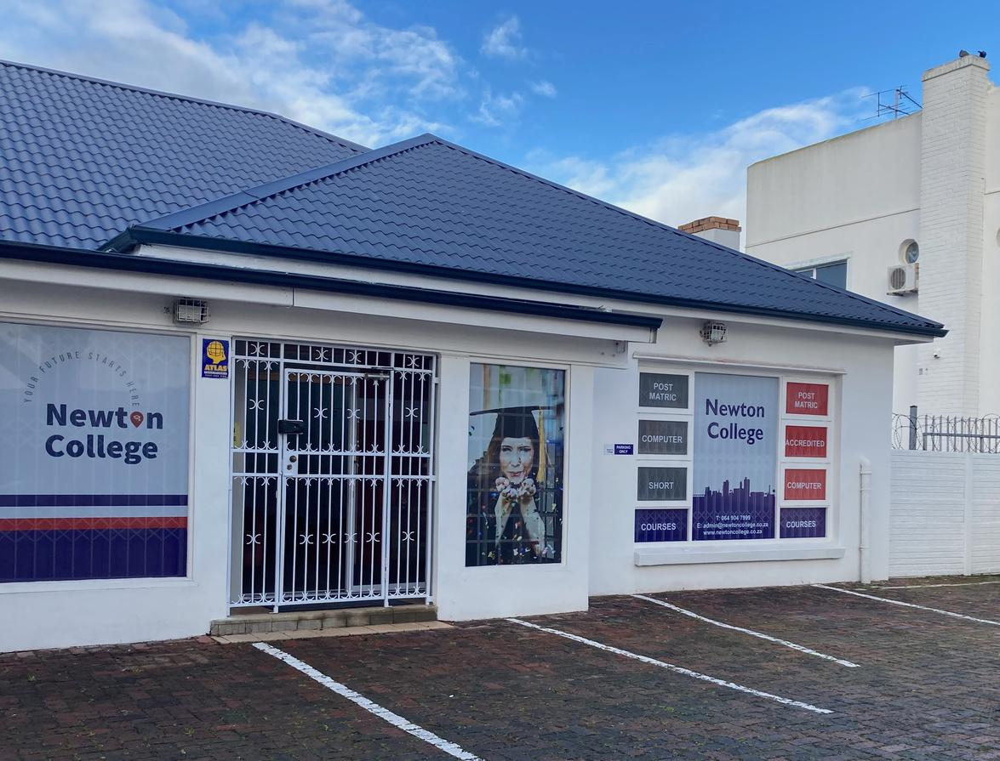 YOUR FUTURE STARTS HERE
Newton
College
ATLAS
PARKING
ONLY
POST
MATRIC
COMPUTER
SHORT
COURSES
Newton
College
T: 064 904 7999
E: admin@newtoncollege.co.za
www.newtoncollege.co.za
POST
MATRIC
ACCREDITED
COMPUTER
COURSES